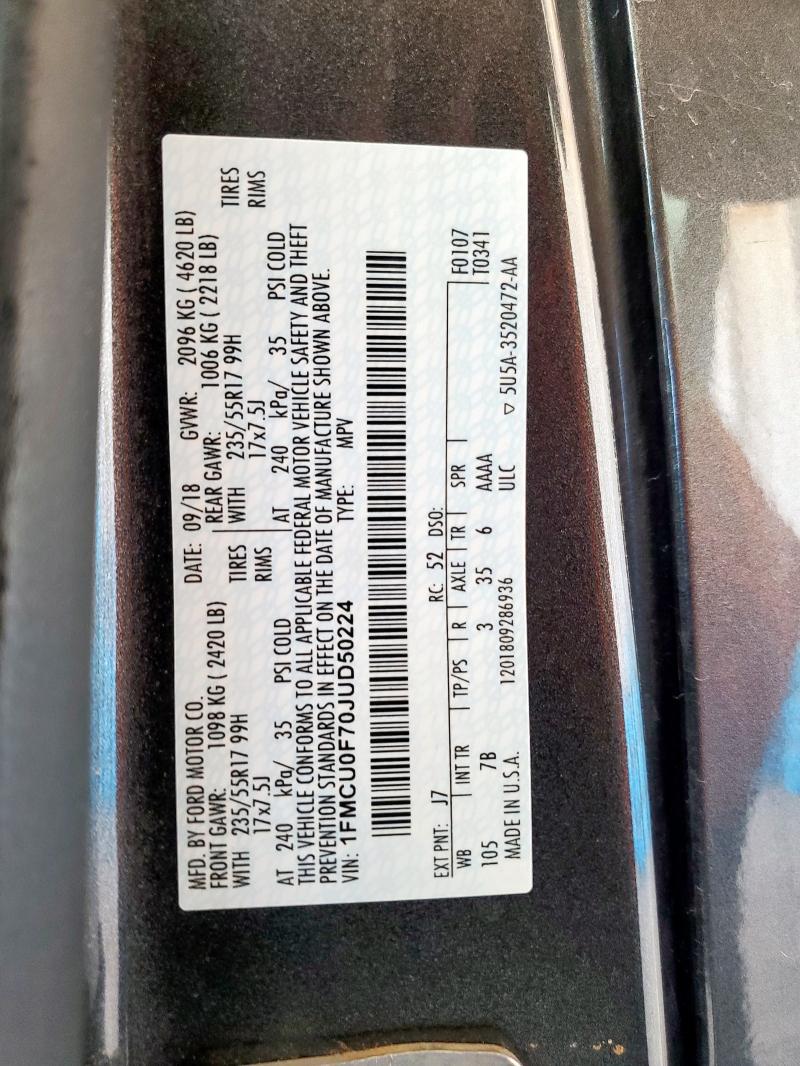 MFD. BY FORD MOTOR CO.
DATE: 09/18 GVWR: 2096 KG ( 4620 LB)
FRONT GAWR: 1098 KG ( 2420 LB) REAR GAWR: 1006 KG ( 2218 LB)
WITH 235/55R17 99H TIRES WITH 235/55R17 99H TIRES
17x7.5J RIMS 17x7.5J RIMS
AT 240 kPa/ 35 PSI COLD AT 240 kPa/ 35 PSI COLD
THIS VEHICLE CONFORMS TO ALL APPLICABLE FEDERAL MOTOR VEHICLE SAFETY AND THEFT
PREVENTION STANDARDS IN EFFECT ON THE DATE OF MANUFACTURE SHOWN ABOVE.
VIN: 1FMCU0F70JUD50224 TYPE: MPV
EXT PNT: J7 RC: 52 DSO: F0107
WB INT TR TP/PS R AXLE TR SPR T0341
105 7B 3 35 6 AAAA
MADE IN U.S.A. 1201809286936 ULC ▽ 5U5A-3520472-AA